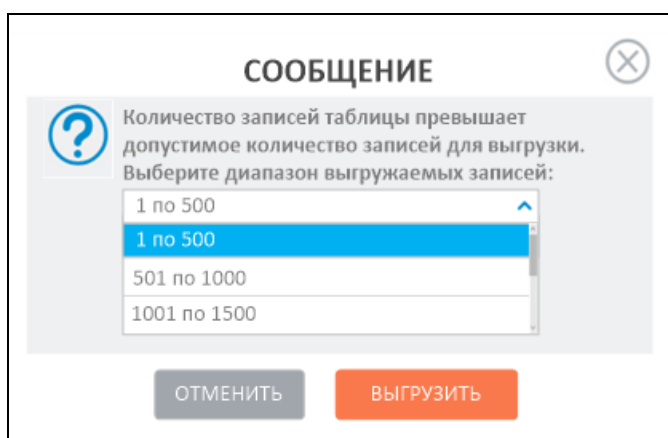 СООБЩЕНИЕ
Количество записей таблицы превышает
допустимое количество записей для выгрузки.
Выберите диапазон выгружаемых записей:
1 по 500
1 по 500
501 по 1000
1001 по 1500
ОТМЕНИТЬ ВЫГРУЗИТЬ